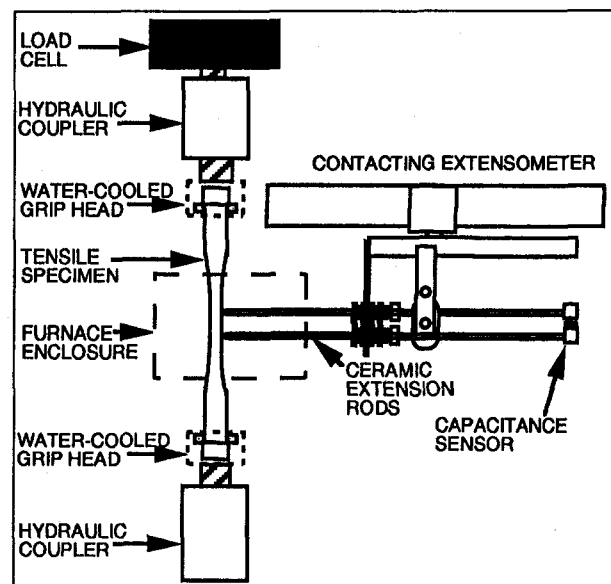 LOAD
CELL
HYDRAULIC
COUPLER
CONTACTING EXTENSOMETER
WATER-COOLED
GRIP HEAD
TENSILE
SPECIMEN
FURNACE
ENCLOSURE
CERAMIC
EXTENSION
RODS
CAPACITANCE
SENSOR
WATER-COOLED
GRIP HEAD
HYDRAULIC
COUPLER